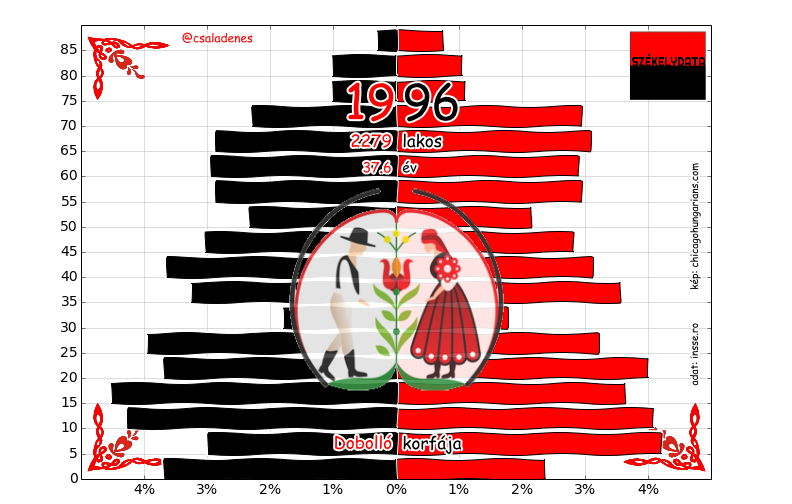 @csaladenes
SZÉKELYDATA
1996
2279 lakos
37.6 év
kép: chicagohungarians.com
adat: insse.ro
Dobolló korfája
85
80
75
70
65
60
55
50
45
40
35
30
25
20
15
10
5
0
4% 3% 2% 1% 0% 1% 2% 3% 4%